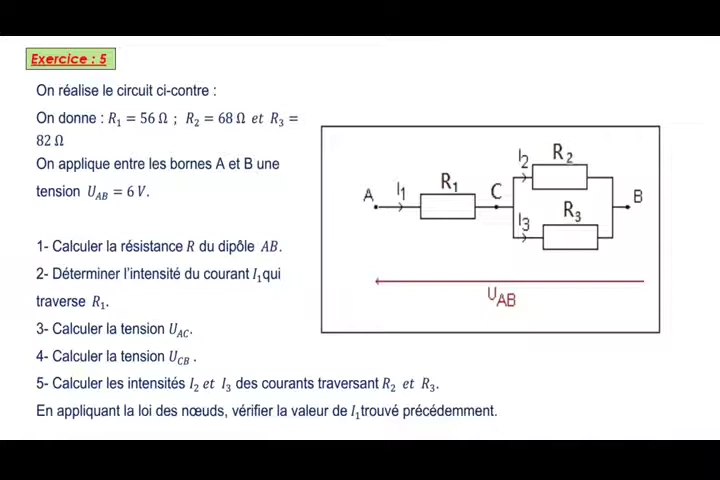 Exercice : 5
On réalise le circuit ci-contre :
On donne : R₁ = 56 Ω ; R₂ = 68 Ω et R₃ =
82 Ω
On applique entre les bornes A et B une
tension U_AB = 6 V.
1- Calculer la résistance R du dipôle AB.
2- Déterminer l'intensité du courant I₁qui
traverse R₁.
3- Calculer la tension U_AC.
4- Calculer la tension U_CB .
5- Calculer les intensités I₂ et I₃ des courants traversant R₂ et R₃.
En appliquant la loi des nœuds, vérifier la valeur de I₁trouvé précédemment.
I₂ R₂
A I₁ R₁ C B
I₃ R₃
U_AB